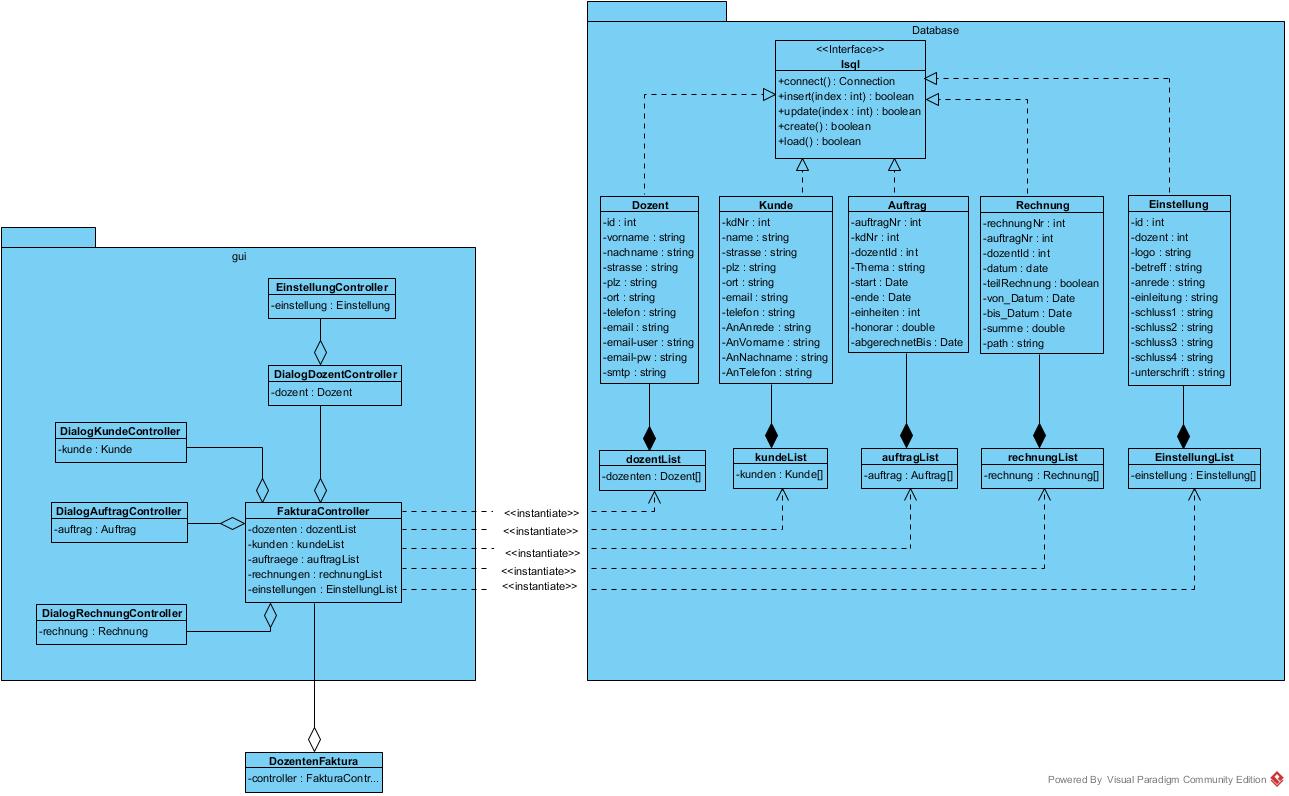 Database
<<Interface>>
Isql
+connect() : Connection
+insert(index : int) : boolean
+update(index : int) : boolean
+create() : boolean
+load() : boolean
Dozent
-id : int
-vorname : string
-nachname : string
-strasse : string
-plz : string
-ort : string
-telefon : string
-email : string
-email-user : string
-email-pw : string
-smtp : string
Kunde
-kdNr : int
-name : string
-strasse : string
-plz : string
-ort : string
-email : string
-telefon : string
-AnAnrede : string
-AnVorname : string
-AnNachname : string
-AnTelefon : string
Auftrag
-auftragNr : int
-kdNr : int
-dozentId : int
-Thema : string
-start : Date
-ende : Date
-einheiten : int
-honorar : double
-abgerechnetBis : Date
Rechnung
-rechnungNr : int
-auftragNr : int
-dozentId : int
-datum : date
-teilRechnung : boolean
-von_Datum : Date
-bis_Datum : Date
-summe : double
-path : string
Einstellung
-id : int
-dozent : int
-logo : string
-betreff : string
-anrede : string
-einleitung : string
-schluss1 : string
-schluss2 : string
-schluss3 : string
-schluss4 : string
-unterschrift : string
dozentList
-dozenten : Dozent[]
kundeList
-kunden : Kunde[]
auftragList
-auftrag : Auftrag[]
rechnungList
-rechnung : Rechnung[]
EinstellungList
-einstellung : Einstellung[]
gui
EinstellungController
-einstellung : Einstellung
DialogDozentController
-dozent : Dozent
DialogKundeController
-kunde : Kunde
DialogAuftragController
-auftrag : Auftrag
FakturaController
-dozenten : dozentList
-kunden : kundeList
-auftraege : auftragList
-rechnungen : rechnungList
-einstellungen : EinstellungList
DialogRechnungController
-rechnung : Rechnung
<<instantiate>>
<<instantiate>>
<<instantiate>>
<<instantiate>>
<<instantiate>>
DozentenFaktura
-controller : FakturaContr...
Powered By Visual Paradigm Community Edition